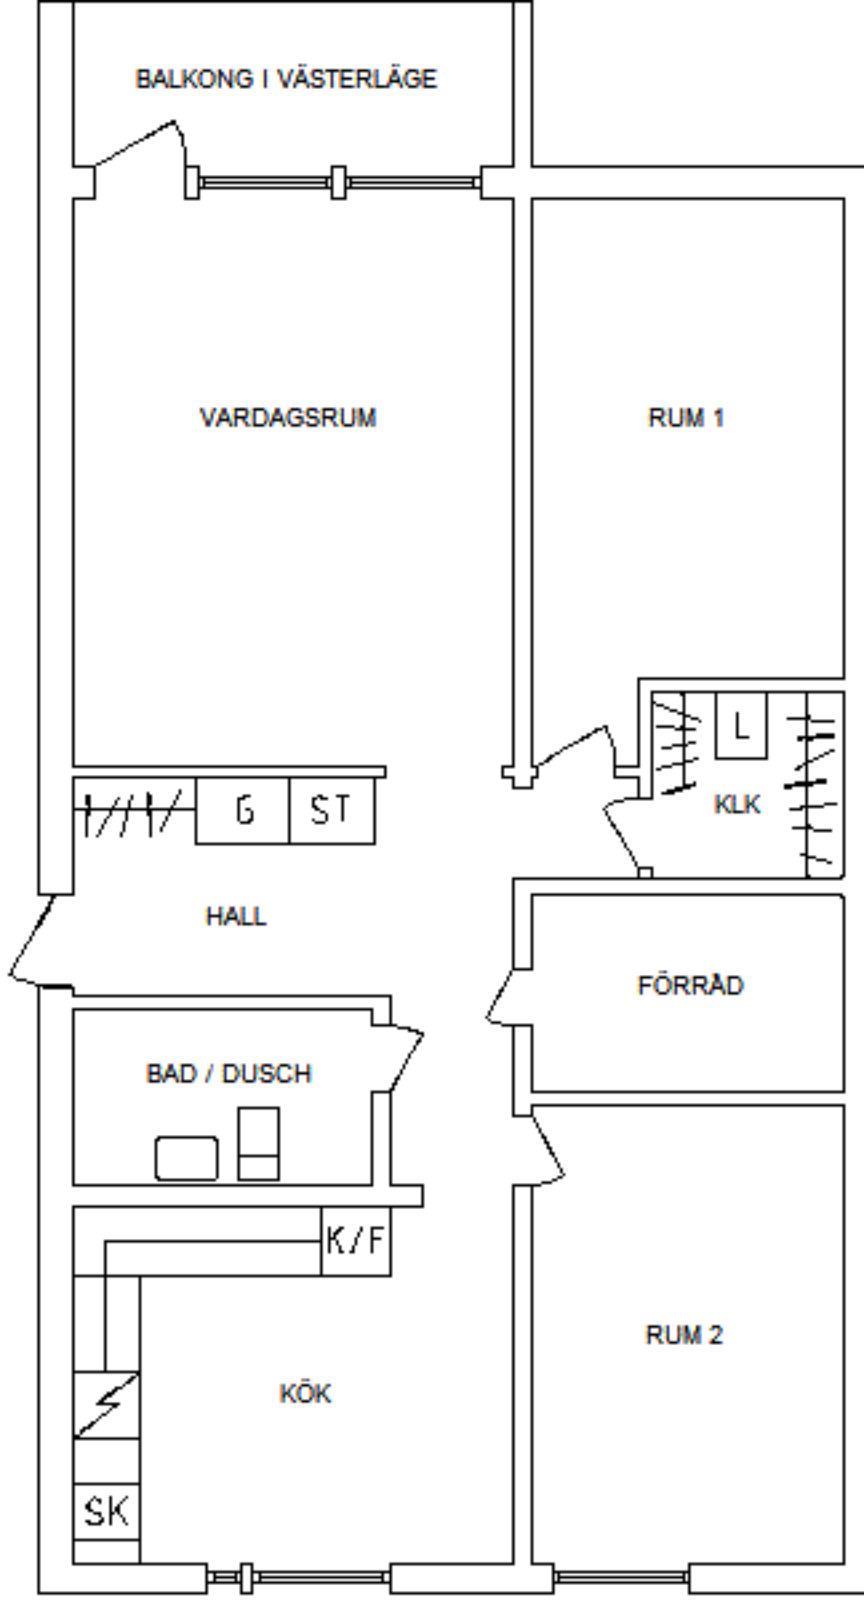 BALKONG I VÄSTERLÄGE
VARDAGSRUM
RUM 1
L
KLK
G
ST
HALL
FÖRRÅD
BAD / DUSCH
K/F
RUM 2
KÖK
SK